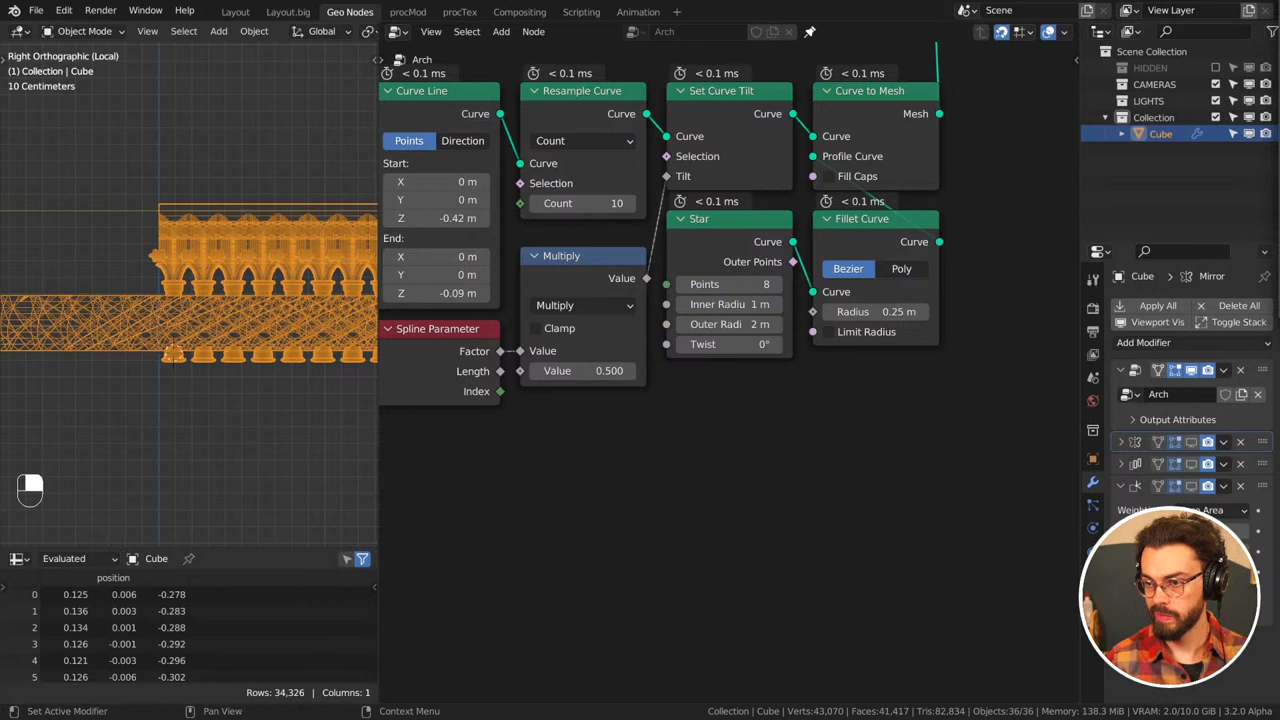 File Edit Render Window Help Layout Layout.big Geo Nodes procMod procTex Compositing Scripting Animation + Scene View Layer
Object Mode View Select Add Object Global View Select Add Node Arch
Right Orthographic (Local)
(1) Collection | Cube
10 Centimeters
Arch
< 0.1 ms < 0.1 ms < 0.1 ms < 0.1 ms
Curve Line Resample Curve Set Curve Tilt Curve to Mesh
Curve Curve Curve Mesh
Points Direction Count Curve Curve
Start: Curve Selection Profile Curve
X 0 m Selection Tilt Fill Caps
Y 0 m Count 10
Z -0.42 m
End:
X 0 m
Y 0 m
Z -0.09 m
Multiply
Value
Multiply
Clamp
Value
Value 0.500
Spline Parameter
Factor
Length
Index
< 0.1 ms < 0.1 ms
Star Fillet Curve
Curve Curve
Outer Points Bezier Poly
Points 8 Curve
Inner Radiu 1 m Radius 0.25 m
Outer Radi 2 m Limit Radius
Twist 0°
Scene Collection
HIDDEN
CAMERAS
LIGHTS
Collection
Cube
Cube Mirror
Apply All Delete All
Viewport Vis Toggle Stack
Add Modifier
Arch
Output Attributes
Area
Evaluated Cube
position
0 0.125 0.006 -0.278
1 0.136 0.003 -0.283
2 0.134 0.001 -0.288
3 0.126 -0.001 -0.292
4 0.121 -0.003 -0.296
5 0.126 -0.006 -0.302
Rows: 34,326 | Columns: 1
Set Active Modifier Pan View Context Menu Collection | Cube | Verts:43,070 | Faces:41,417 | Tris:82,834 | Objects:36/36 | Memory: 138.3 MiB | VRAM: 2.0/10.0 GiB | 3.2.0 Alpha